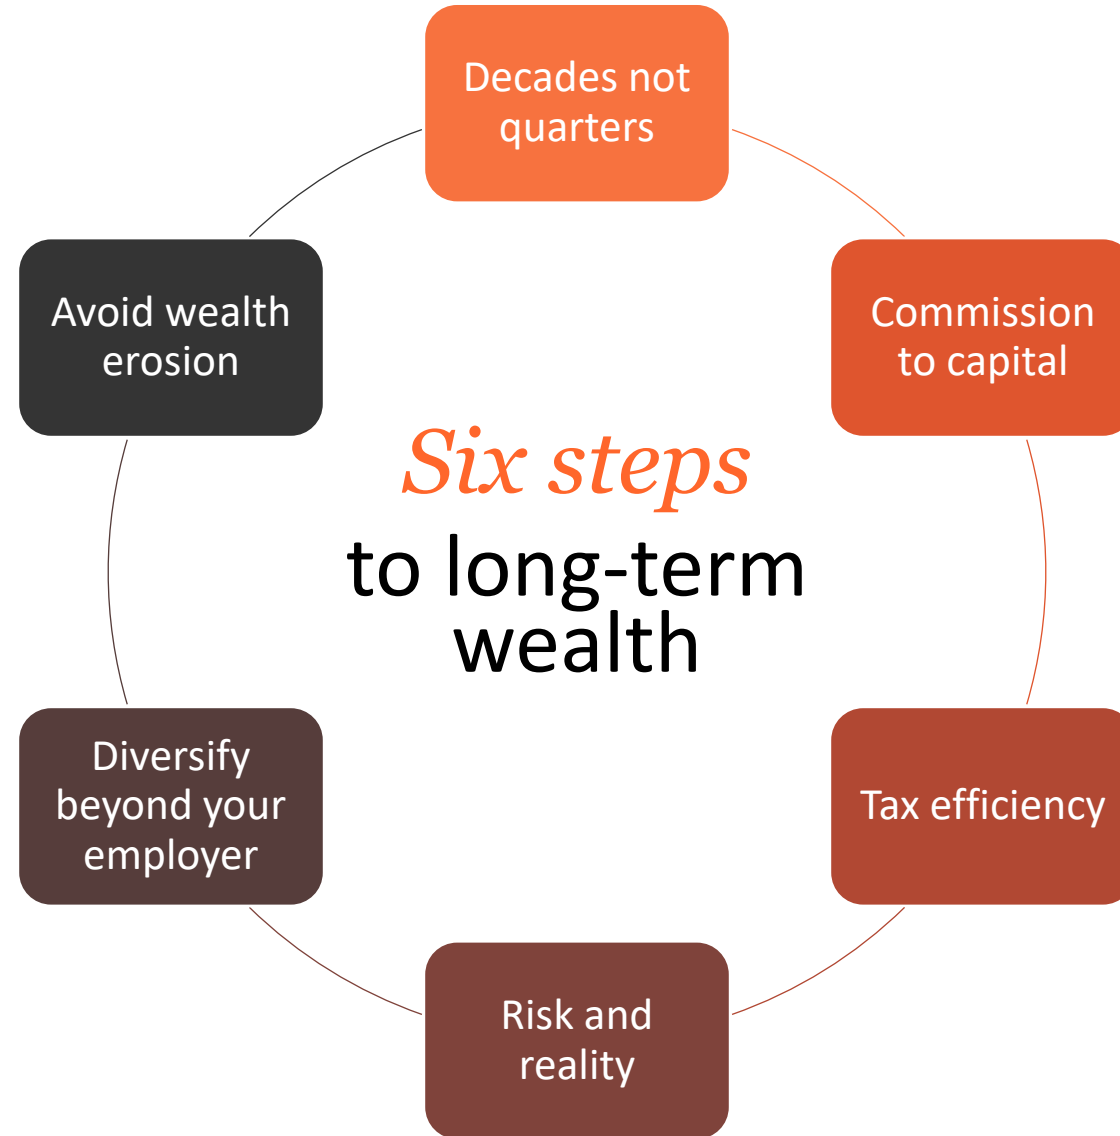 Decades not
quarters
Commission
to capital
Tax efficiency
Risk and
reality
Diversify
beyond your
employer
Avoid wealth
erosion
Six steps
to long-term
wealth